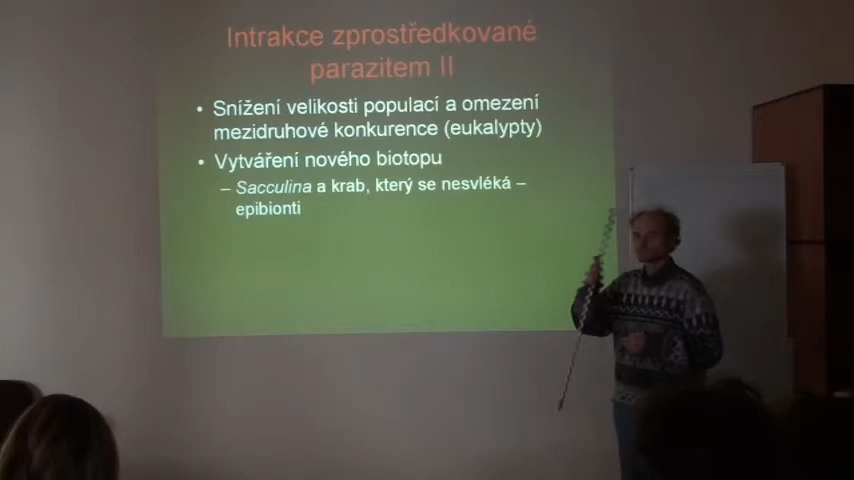 Intrakce zprostředkované
parazitem II
• Snížení velikosti populací a omezení
mezidruhové konkurence (eukalypty)
• Vytváření nového biotopu
– Sacculina a krab, který se nesvléká –
epibionti